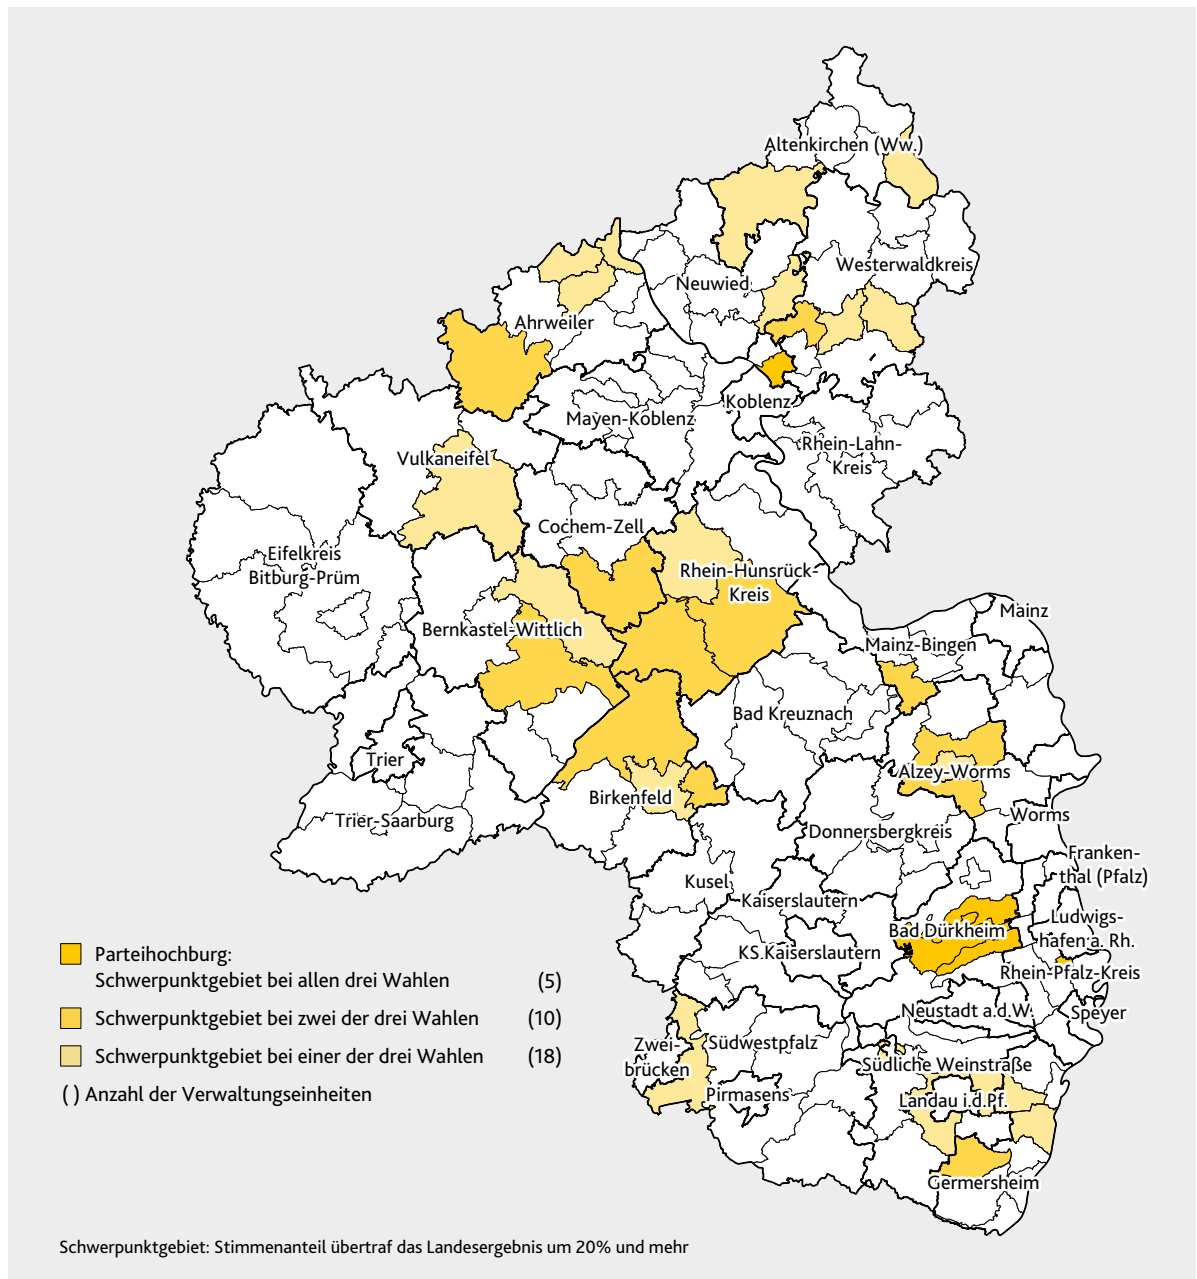 Altenkirchen (Ww.)
Westerwaldkreis
Neuwied
Ahrweiler
Koblenz
Mayen-Koblenz
Rhein-Lahn-
Kreis
Vulkaneifel
Cochem-Zell
Eifelkreis
Bitburg-Prüm
Rhein-Hunsrück-
Kreis
Mainz
Bernkastel-Wittlich
Mainz-Bingen
Bad Kreuznach
Trier
Alzey-Worms
Birkenfeld
Worms
Trier-Saarburg
Donnersbergkreis
Franken-
thal (Pfalz)
Kusel
Kaiserslautern
Ludwigs-
hafen a. Rh.
Bad Dürkheim
KS.Kaiserslautern
Rhein-Pfalz-Kreis
Neustadt a.d.W.
Speyer
Zwei-
brücken
Südwestpfalz
Südliche Weinstraße
Pirmasens
Landau i.d.Pf.
Germersheim
Parteihochburg:
Schwerpunktgebiet bei allen drei Wahlen (5)
Schwerpunktgebiet bei zwei der drei Wahlen (10)
Schwerpunktgebiet bei einer der drei Wahlen (18)
( ) Anzahl der Verwaltungseinheiten
Schwerpunktgebiet: Stimmenanteil übertraf das Landesergebnis um 20% und mehr